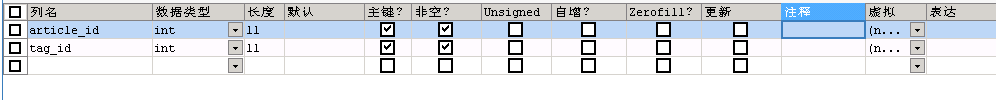 列名 数据类型 长度 默认 主键? 非空? Unsigned 自增? Zerofill? 更新 注释 虚拟 表达
article_id int 11 (n...
tag_id int 11 (n...